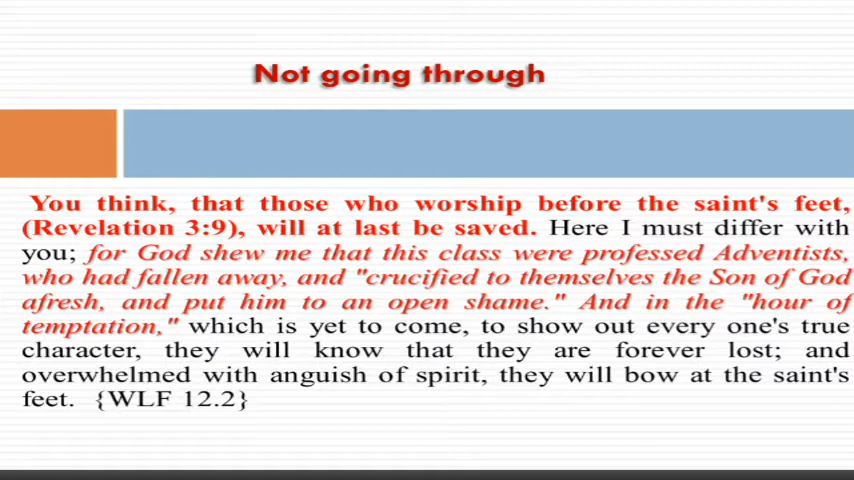 Not going through
You think, that those who worship before the saint's feet,
(Revelation 3:9), will at last be saved. Here I must differ with
you; for God shew me that this class were professed Adventists,
who had fallen away, and "crucified to themselves the Son of God
afresh, and put him to an open shame." And in the "hour of
temptation," which is yet to come, to show out every one's true
character, they will know that they are forever lost; and
overwhelmed with anguish of spirit, they will bow at the saint's
feet. {WLF 12.2}